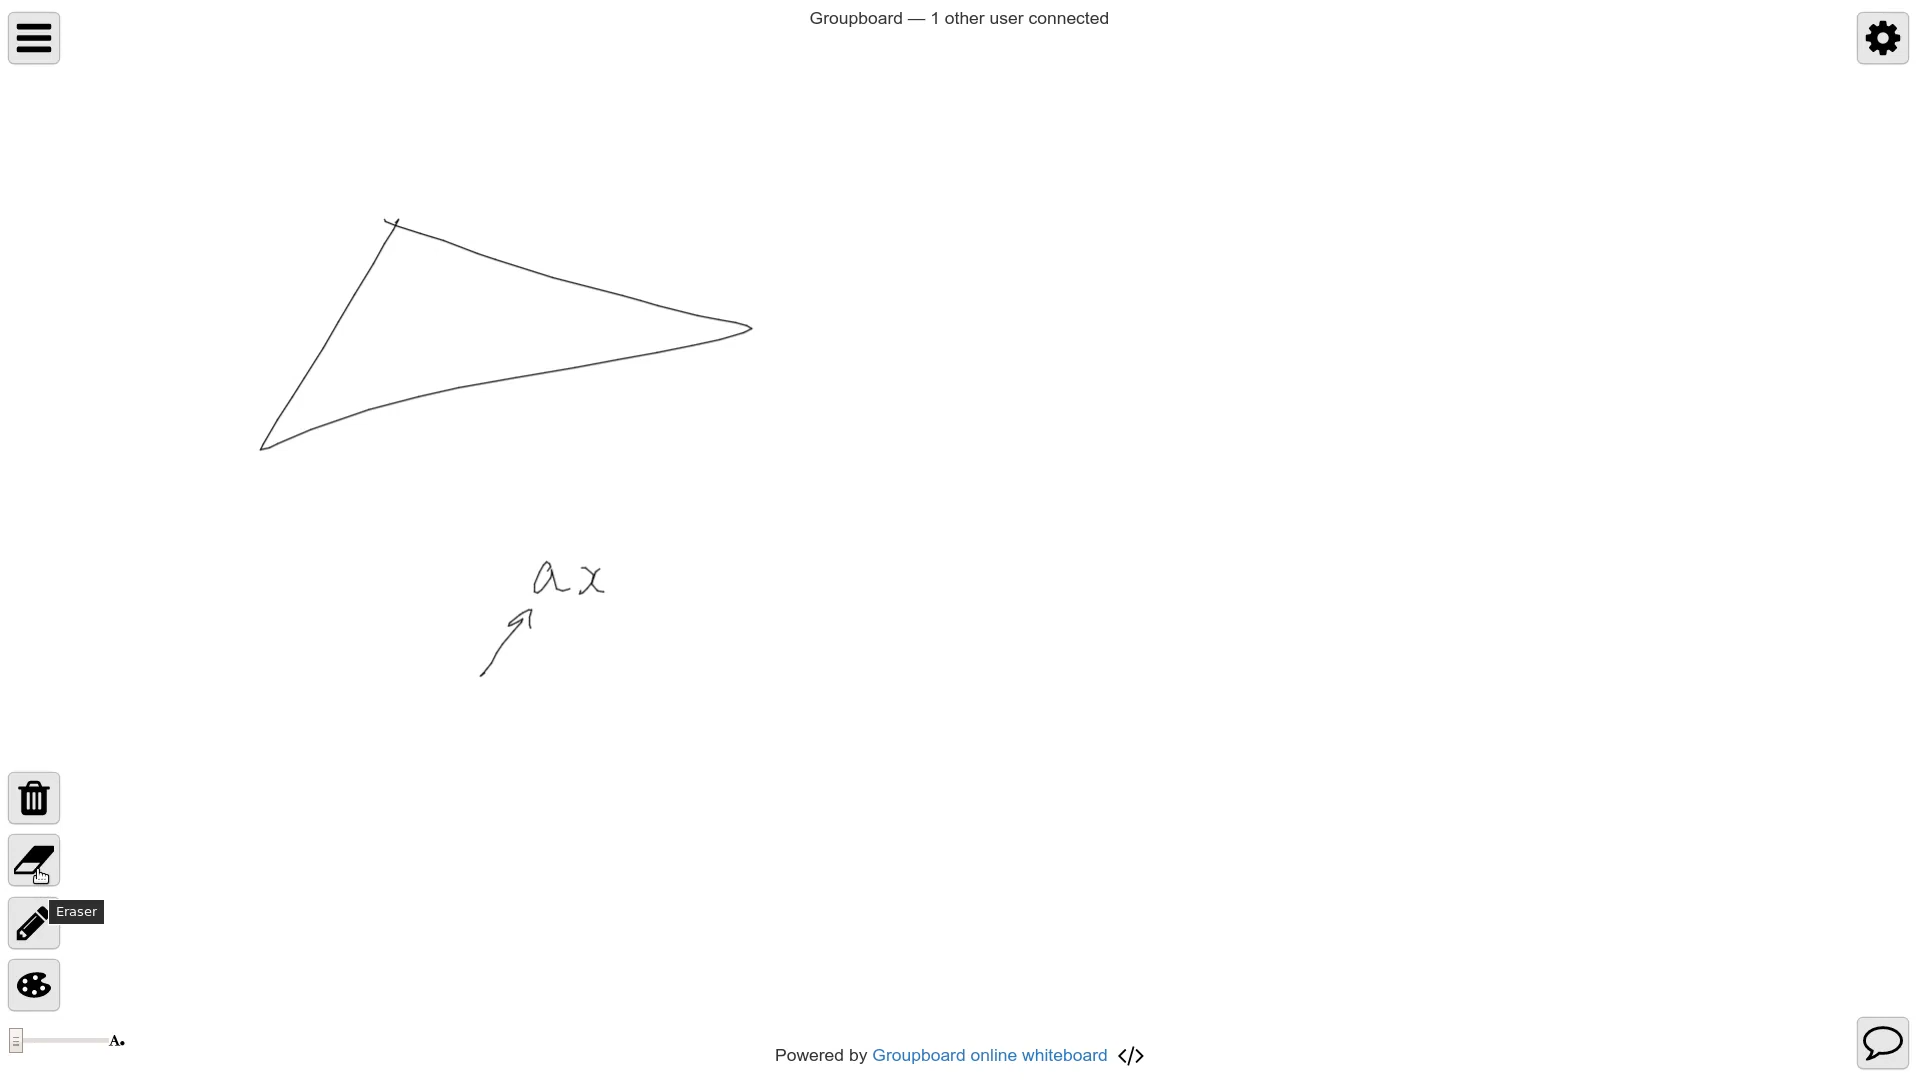 Groupboard — 1 other user connected
ax
Eraser
A.
Powered by Groupboard online whiteboard </>